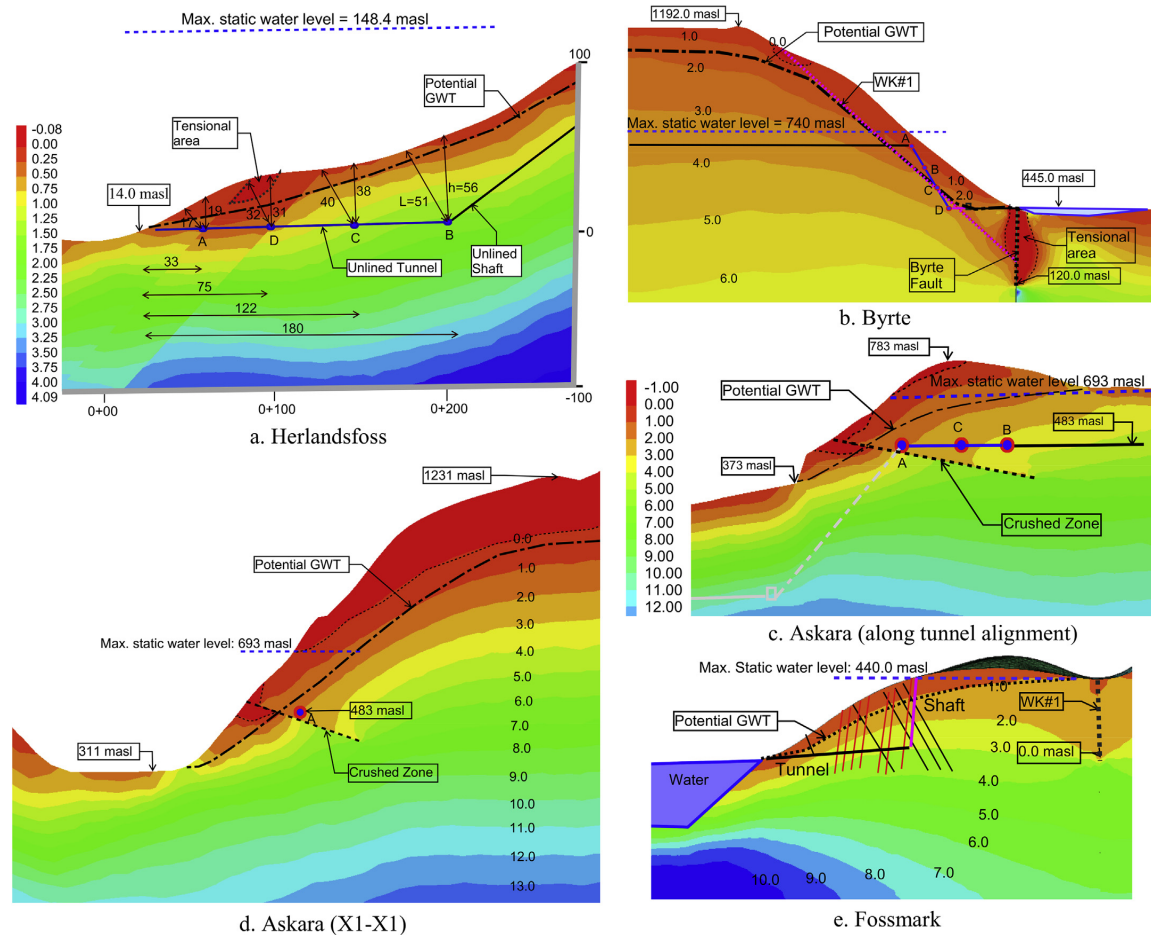 Max. static water level = 148.4 masl
100
Potential
GWT
Tensional
area
14.0 masl
-0.08
0.00
0.25
0.50
0.75
1.00
1.25
1.50
1.75
2.00
2.25
2.50
2.75
3.00
3.25
3.50
3.75
4.00
4.09
17
19
32
31
40
38
L=51
h=56
A
D
C
B
0
Unlined
Shaft
Unlined Tunnel
33
75
122
180
0+00
0+100
0+200
-100
a. Herlandsfoss
1192.0 masl
1.0
0.0
Potential GWT
2.0
WK#1
3.0
Max. static water level = 740 masl
A
4.0
445.0 masl
1.0
2.0
C
D
5.0
Tensional
area
Byrte
Fault
6.0
120.0 masl
b. Byrte
783 masl
-1.00
0.00
1.00
2.00
3.00
4.00
5.00
6.00
7.00
8.00
9.00
10.00
11.00
12.00
Max. static water level 693 masl
Potential GWT
C
B
483 masl
A
373 masl
Crushed Zone
c. Askara (along tunnel alignment)
1231 masl
0.0
Potential GWT
1.0
2.0
3.0
Max. static water level: 693 masl
4.0
5.0
6.0
483 masl
A
7.0
311 masl
8.0
Crushed Zone
9.0
10.0
11.0
12.0
13.0
d. Askara (X1-X1)
Max. Static water level: 440.0 masl
1.0
Shaft
WK#1
Potential GWT
2.0
3.0
0.0 masl
Tunnel
Water
4.0
5.0
6.0
7.0
8.0
9.0
10.0
e. Fossmark